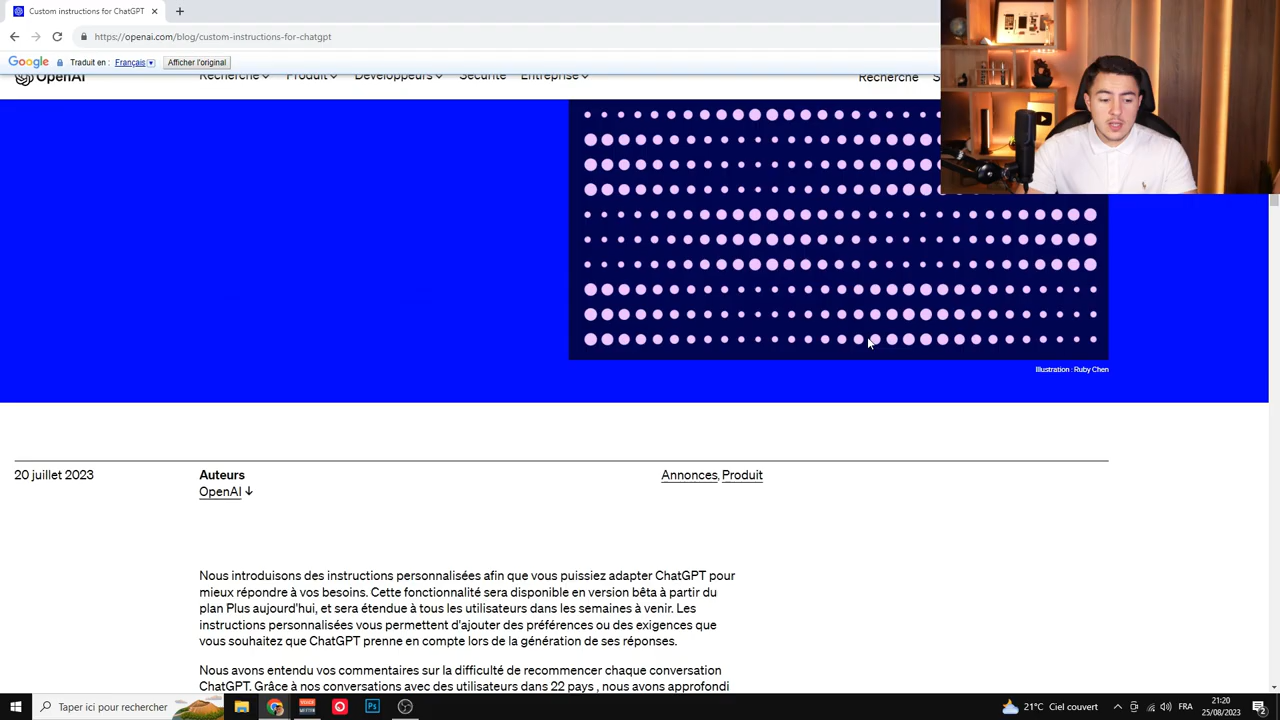 Custom instructions for ChatGPT
https://openai.com/blog/custom-instructions-for-chatgpt
Google Traduit en : Français Afficher l'original
OpenAI Recherche Produit Développeurs Sécurité Entreprise Recherche
Illustration : Ruby Chen
20 juillet 2023
Auteurs
OpenAI ↓
Annonces, Produit
Nous introduisons des instructions personnalisées afin que vous puissiez adapter ChatGPT pour
mieux répondre à vos besoins. Cette fonctionnalité sera disponible en version bêta à partir du
plan Plus aujourd'hui, et sera étendue à tous les utilisateurs dans les semaines à venir. Les
instructions personnalisées vous permettent d'ajouter des préférences ou des exigences que
vous souhaitez que ChatGPT prenne en compte lors de la génération de ses réponses.
Nous avons entendu vos commentaires sur la difficulté de recommencer chaque conversation
ChatGPT. Grâce à nos conversations avec des utilisateurs dans 22 pays , nous avons approfondi
Taper ici pour rechercher
Ps
21°C Ciel couvert
FRA
21:20
25/08/2023
2